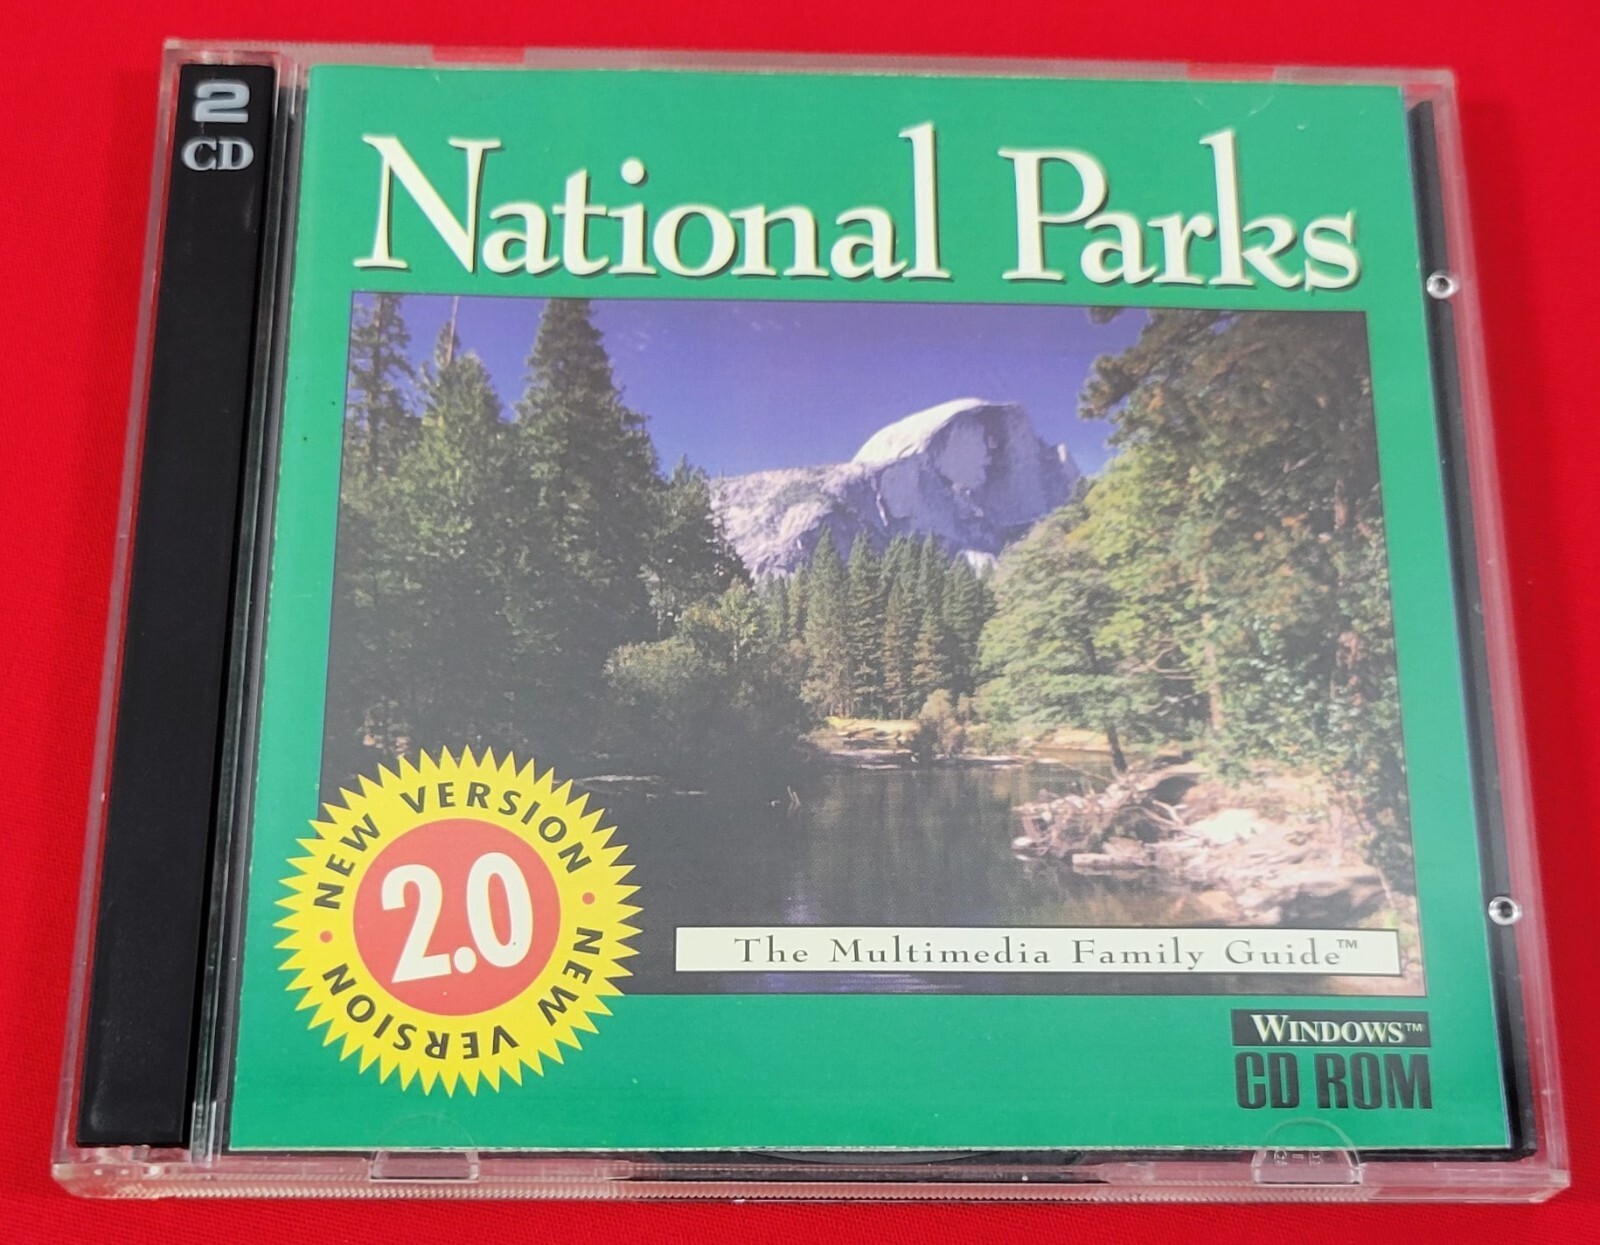 2
CD
National Parks
NEW VERSION • NEW VERSION •
2.0
The Multimedia Family Guide™
WINDOWS™
CD ROM